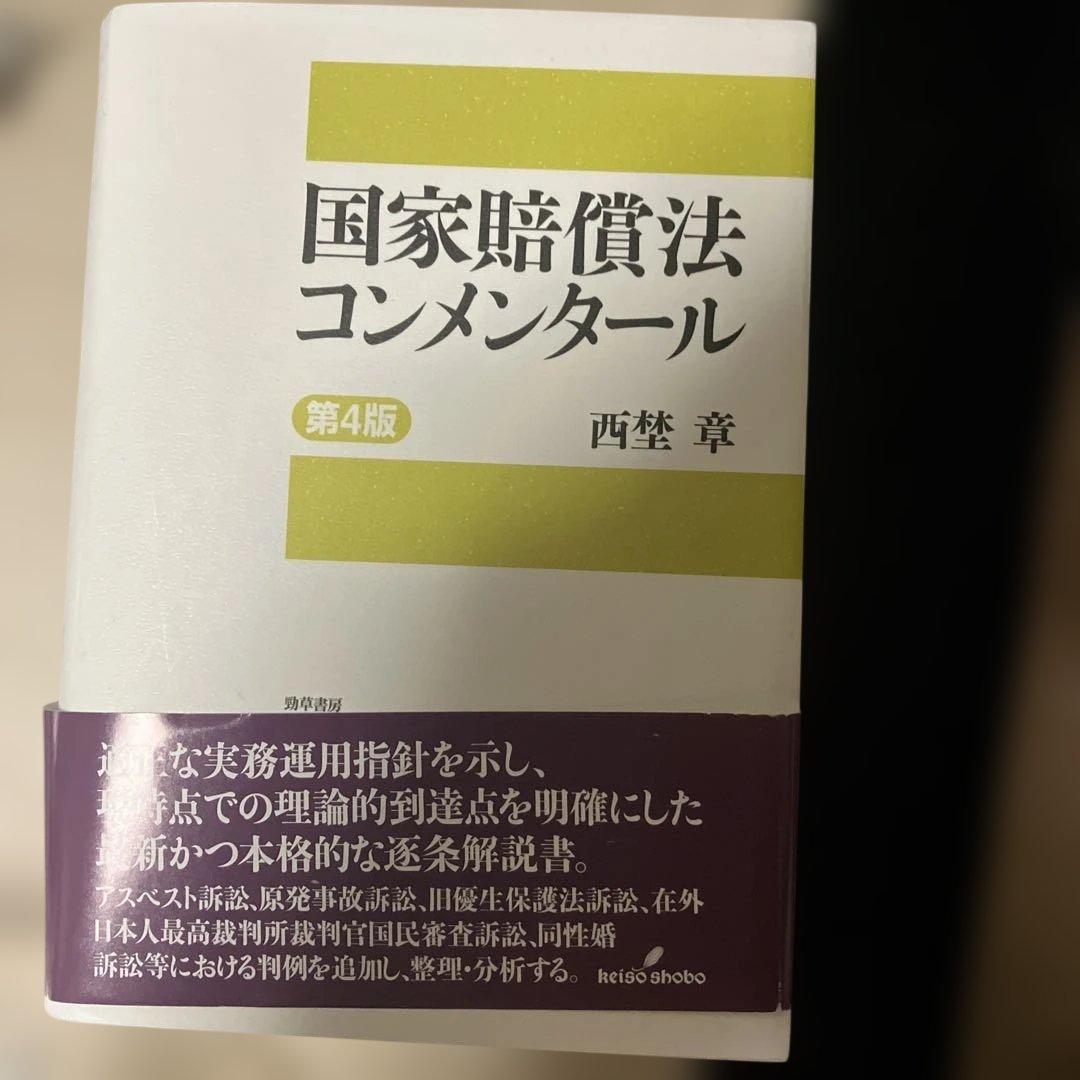 国家賠償法
コンメンタール
第4版
西埜 章
勁草書房
適正な実務運用指針を示し、
現時点での理論的到達点を明確にした
最新かつ本格的な逐条解説書。
アスベスト訴訟、原発事故訴訟、旧優生保護法訴訟、在外
日本人最高裁判所裁判官国民審査訴訟、同性婚
訴訟等における判例を追加し、整理・分析する。
keiso shobo